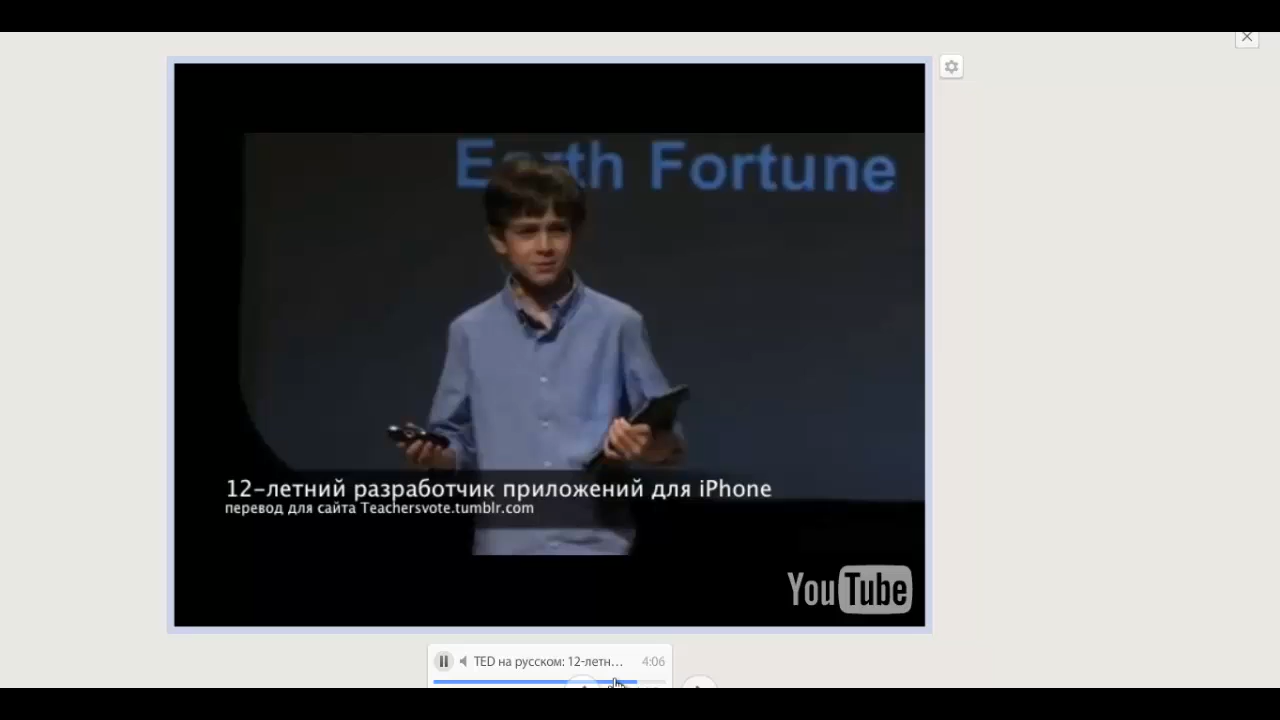 Earth Fortune
12-летний разработчик приложений для iPhone
перевод для сайта Teachersvote.tumblr.com
YouTube
TED на русском: 12-летн... 4:06